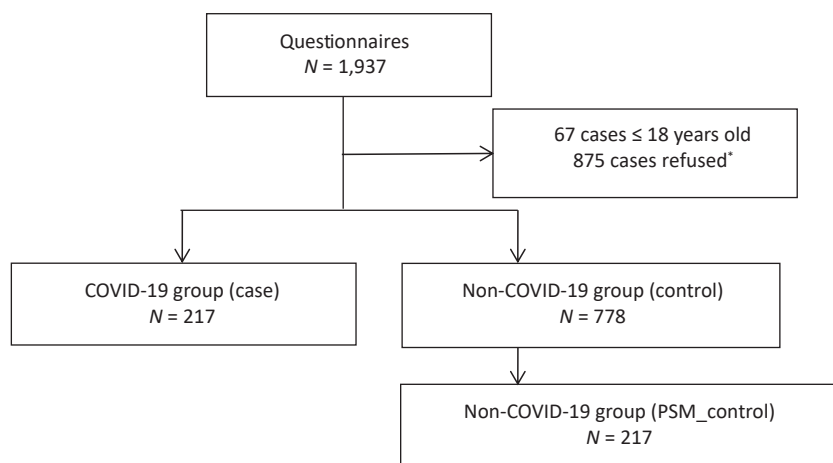 Questionnaires
N = 1,937
67 cases ≤ 18 years old
875 cases refused*
COVID-19 group (case)
N = 217
Non-COVID-19 group (control)
N = 778
Non-COVID-19 group (PSM_control)
N = 217